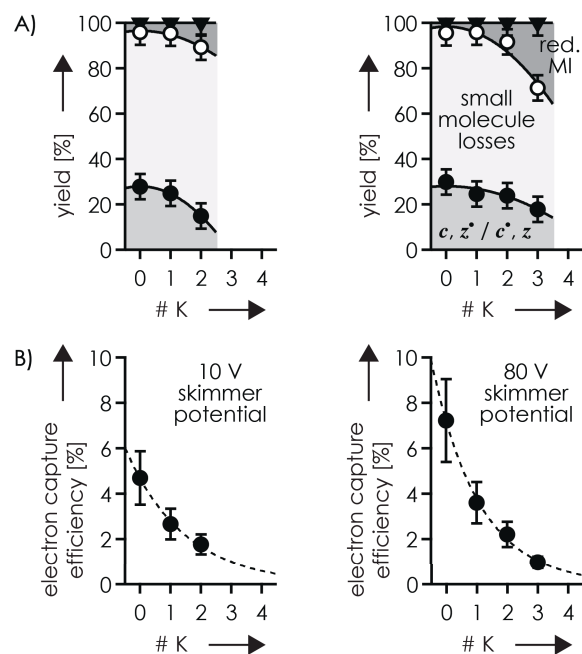 A)
100
80
60
40
20
0
yield [%]
0 1 2 3 4
# K
100
80
60
40
20
0
yield [%]
red.
MI
small
molecule
losses
c, z• / c•, z
0 1 2 3 4
# K
B)
10
8
6
4
2
0
electron capture
efficiency [%]
10 V
skimmer
potential
0 1 2 3 4
# K
10
8
6
4
2
0
electron capture
efficiency [%]
80 V
skimmer
potential
0 1 2 3 4
# K